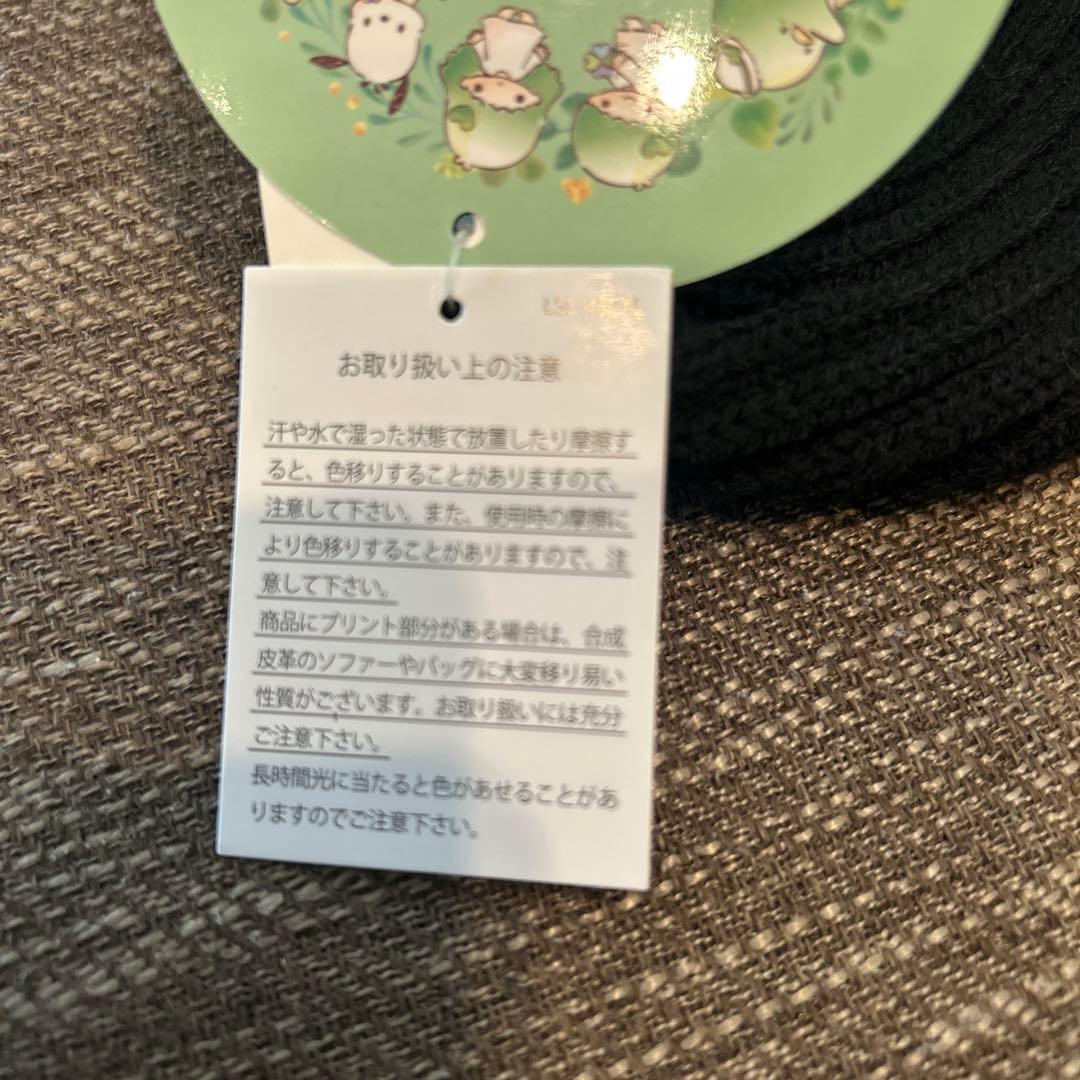 お取り扱い上の注意
汗や水で湿った状態で放置したり摩擦す
ると、色移りすることがありますので、
注意して下さい。また、使用時の摩擦に
より色移りすることがありますので、注
意して下さい。
商品にプリント部分がある場合は、合成
皮革のソファーやバッグに大変移り易い
性質がございます。お取り扱いには充分
ご注意下さい。
長時間光に当たると色があせることがあ
りますのでご注意下さい。